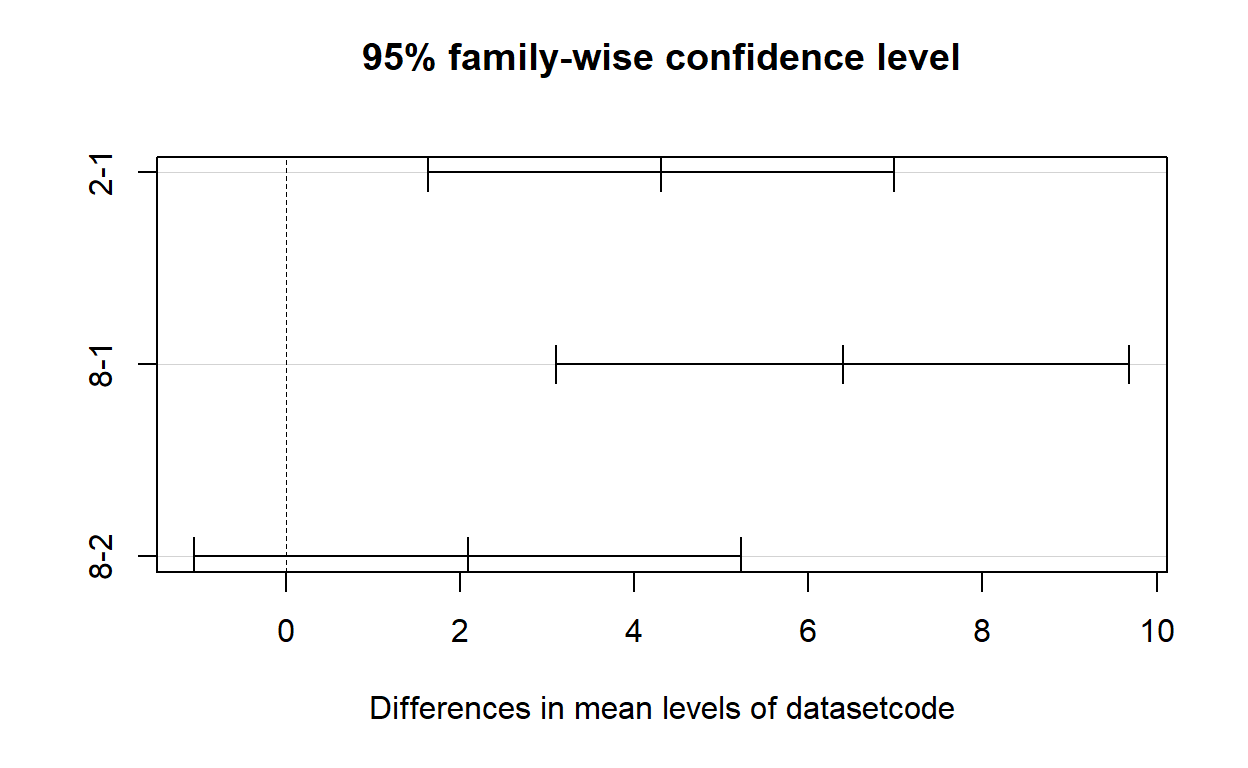 95% family-wise confidence level
2-1
8-1
8-2
0 2 4 6 8 10
Differences in mean levels of datasetcode